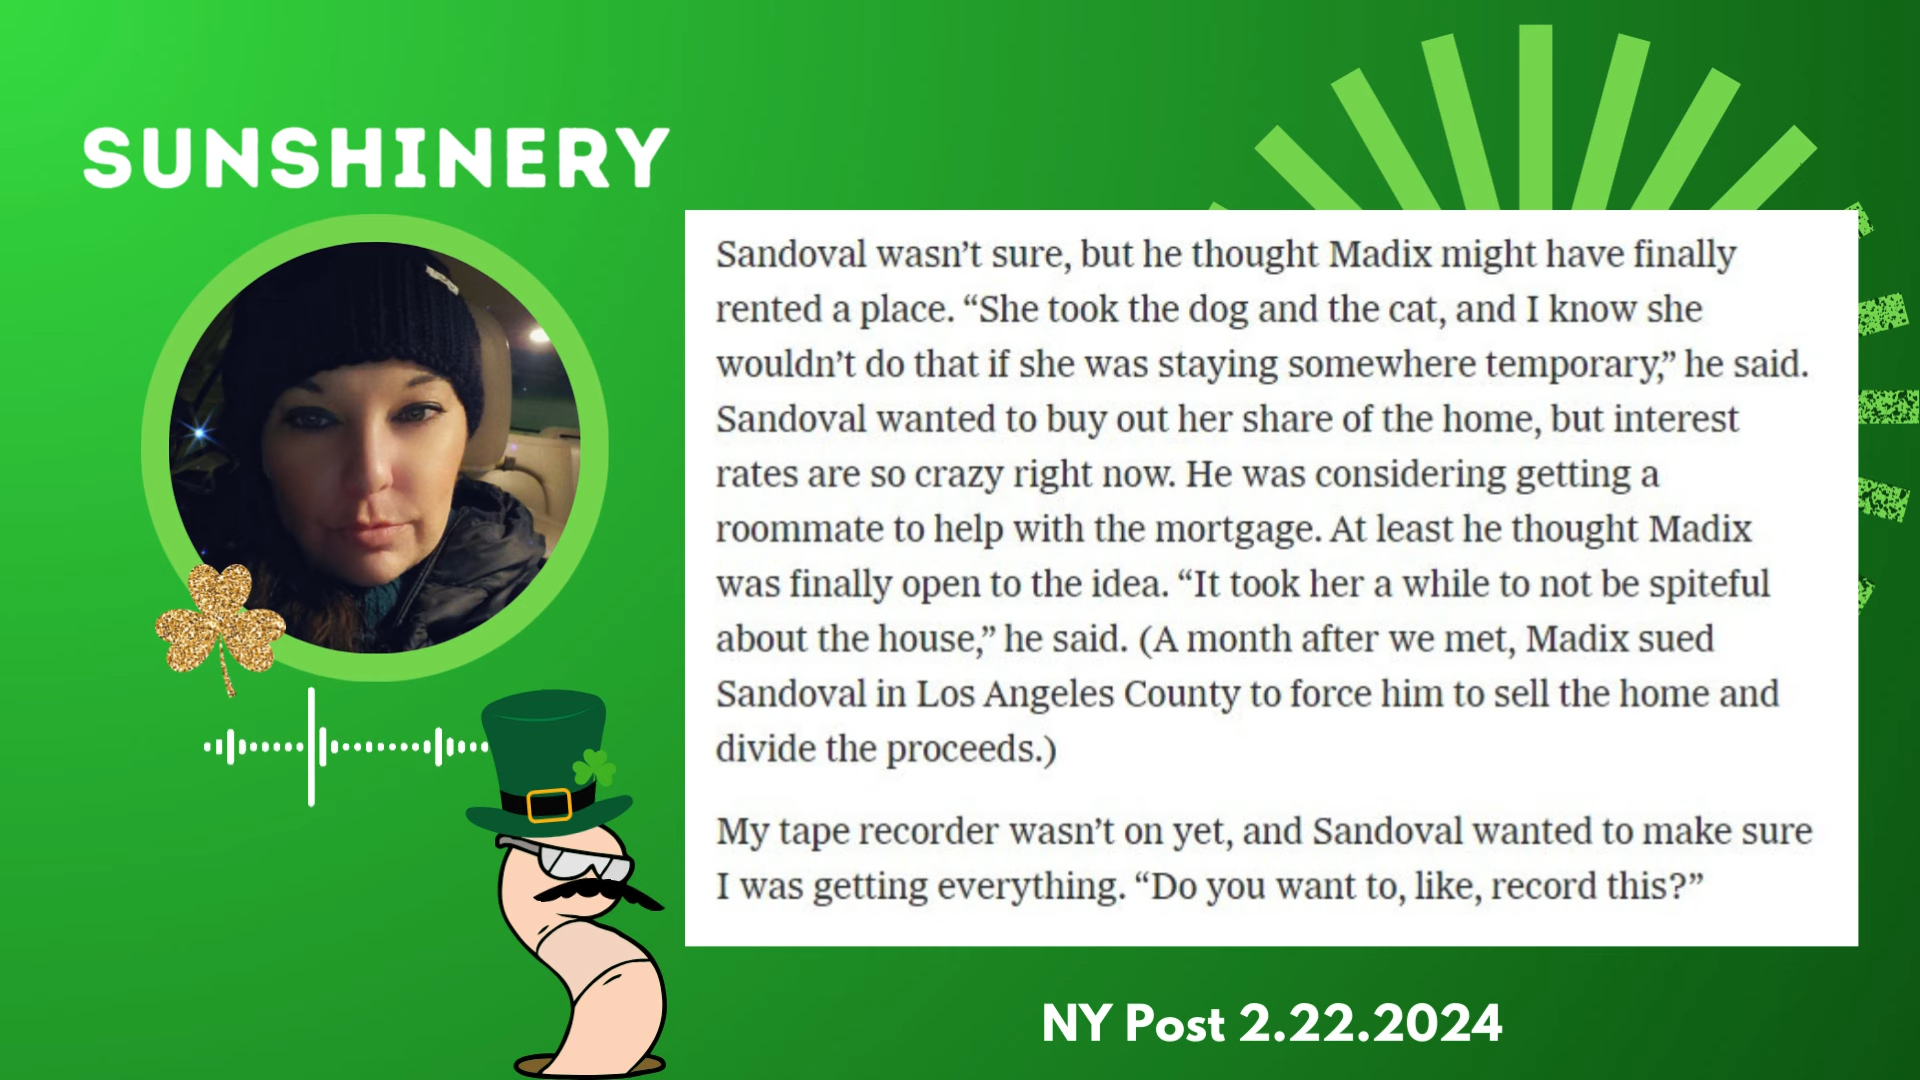 SUNSHINERY
Sandoval wasn’t sure, but he thought Madix might have finally
rented a place. “She took the dog and the cat, and I know she
wouldn’t do that if she was staying somewhere temporary,” he said.
Sandoval wanted to buy out her share of the home, but interest
rates are so crazy right now. He was considering getting a
roommate to help with the mortgage. At least he thought Madix
was finally open to the idea. “It took her a while to not be spiteful
about the house,” he said. (A month after we met, Madix sued
Sandoval in Los Angeles County to force him to sell the home and
divide the proceeds.)
My tape recorder wasn’t on yet, and Sandoval wanted to make sure
I was getting everything. “Do you want to, like, record this?”
NY Post 2.22.2024